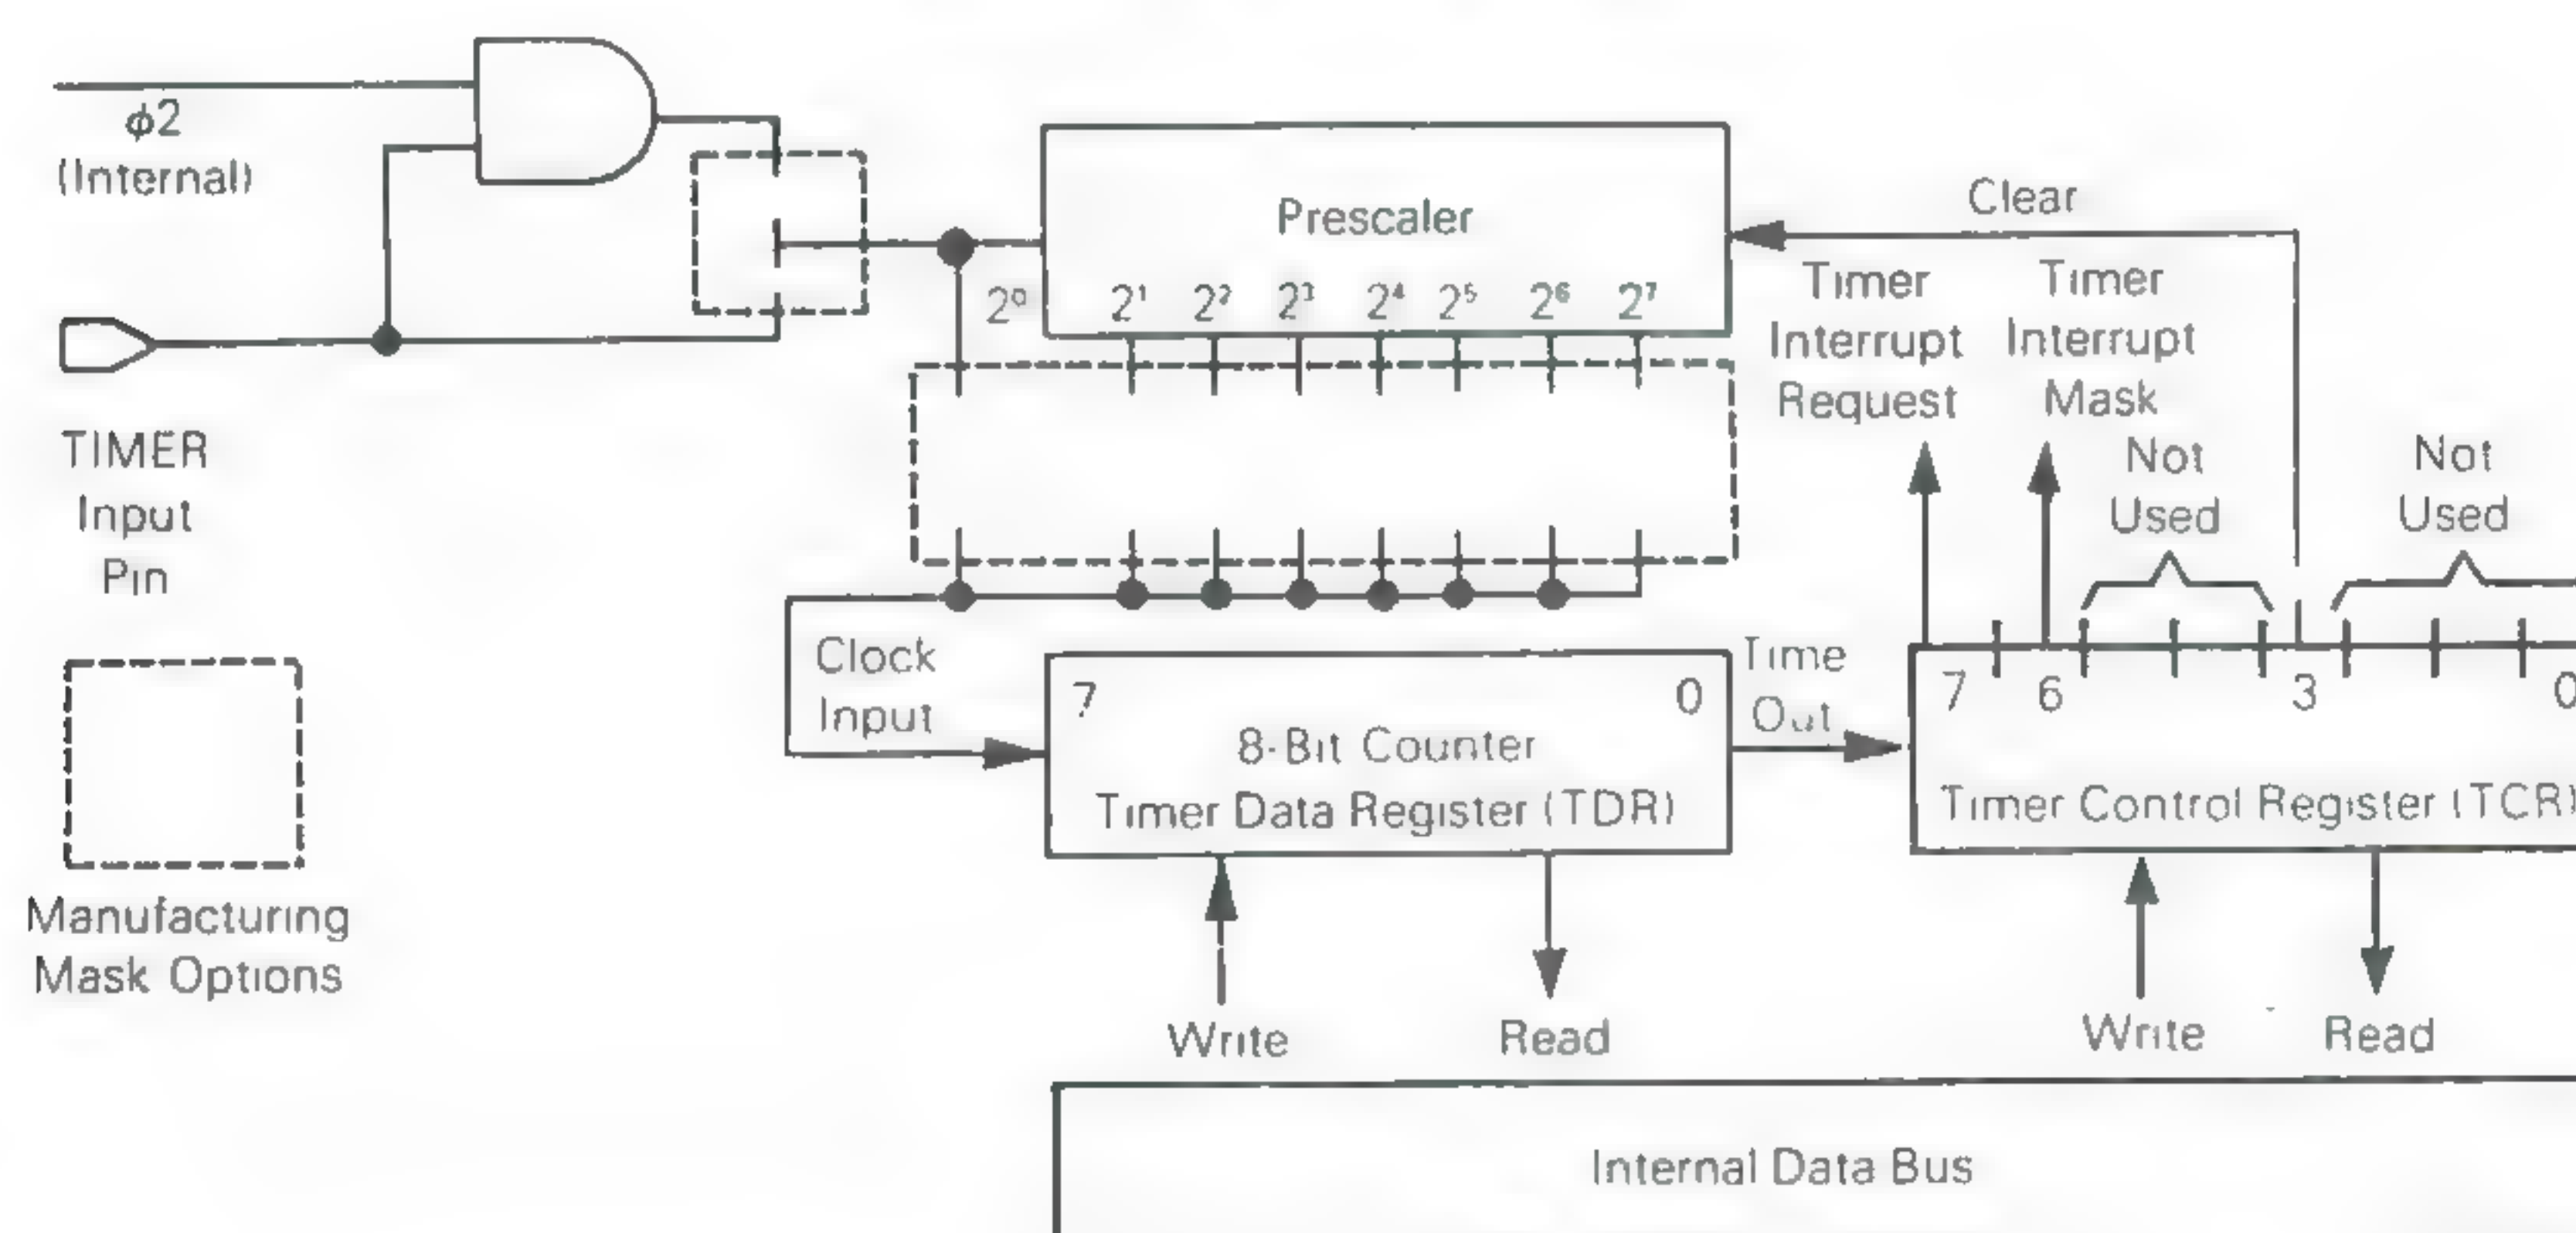 ϕ2
(Internal)
TIMER
Input
Pin
Manufacturing
Mask Options
Prescaler
2⁰ 2¹ 2² 2³ 2⁴ 2⁵ 2⁶ 2⁷
Clear
Timer
Interrupt
Request
Timer
Interrupt
Mask
Not
Used
Not
Used
Clock
Input
7 0
8-Bit Counter
Timer Data Register (TDR)
Time
Out
7 6 3 0
Timer Control Register (TCR)
Write
Read
Write
Read
Internal Data Bus